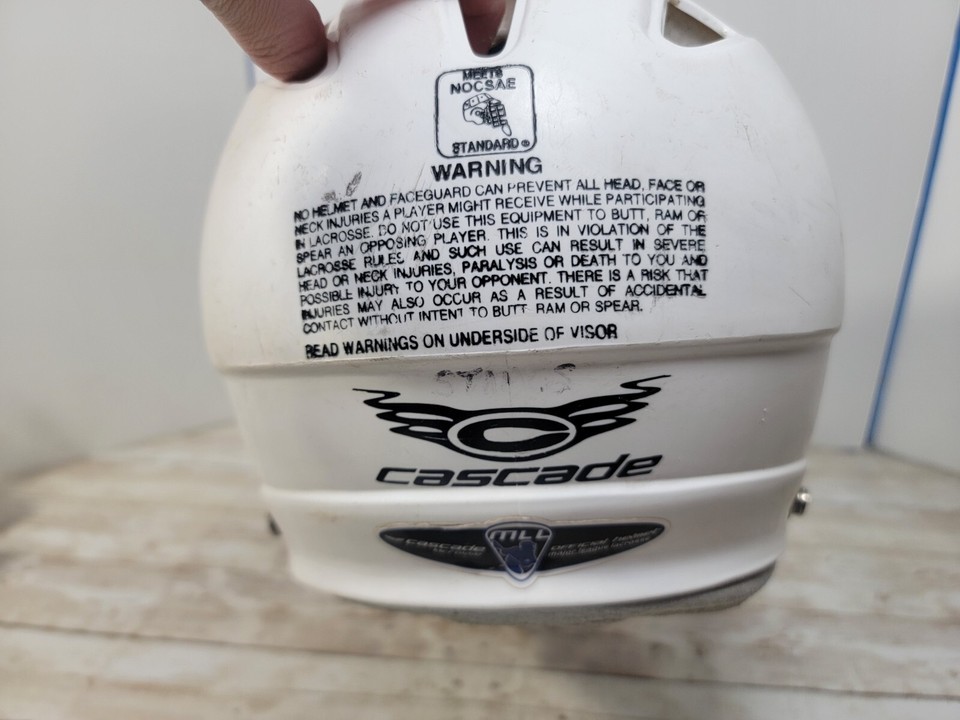 MEETS
NOCSAE
STANDARD®
WARNING
NO HELMET AND FACEGUARD CAN PREVENT ALL HEAD, FACE OR
NECK INJURIES A PLAYER MIGHT RECEIVE WHILE PARTICIPATING
IN LACROSSE. DO NOT USE THIS EQUIPMENT TO BUTT, RAM OR
SPEAR AN OPPOSING PLAYER. THIS IS IN VIOLATION OF THE
LACROSSE RULES AND SUCH USE CAN RESULT IN SEVERE
HEAD OR NECK INJURIES, PARALYSIS OR DEATH TO YOU AND
POSSIBLE INJURY TO YOUR OPPONENT. THERE IS A RISK THAT
INJURIES MAY ALSO OCCUR AS A RESULT OF ACCIDENTAL
CONTACT WITHOUT INTENT TO BUTT RAM OR SPEAR.
READ WARNINGS ON UNDERSIDE OF VISOR
cascade
cascade MLL official helmet